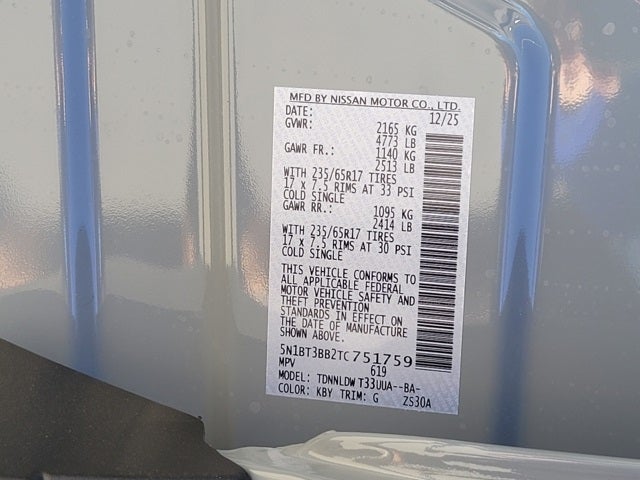 MFD BY NISSAN MOTOR CO., LTD.
DATE: 12/25
GVWR: 2165 KG
4773 LB
GAWR FR.: 1140 KG
2513 LB
WITH 235/65R17 TIRES
17 x 7.5 RIMS AT 33 PSI
COLD SINGLE
GAWR RR.: 1095 KG
2414 LB
WITH 235/65R17 TIRES
17 x 7.5 RIMS AT 30 PSI
COLD SINGLE
THIS VEHICLE CONFORMS TO
ALL APPLICABLE FEDERAL
MOTOR VEHICLE SAFETY AND
THEFT PREVENTION
STANDARDS IN EFFECT ON
THE DATE OF MANUFACTURE
SHOWN ABOVE.
5N1BT3BB2TC751759
MPV 619
MODEL: TDNNLDW T33UUA--BA-
COLOR: KBY TRIM: G ZS30A